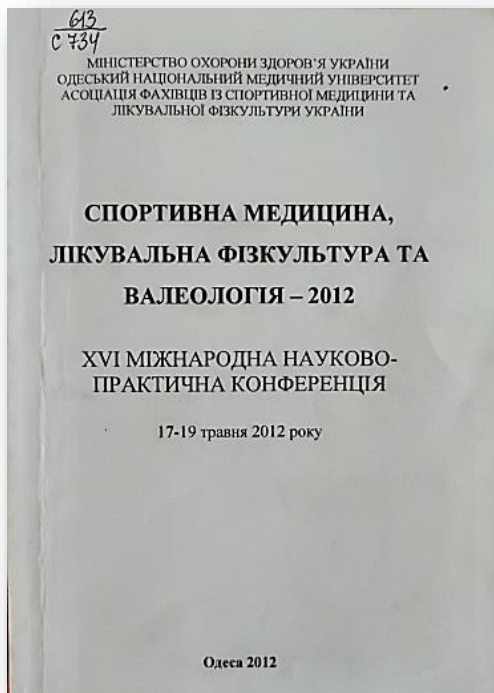 613
С 734
МІНІСТЕРСТВО ОХОРОНИ ЗДОРОВ'Я УКРАЇНИ
ОДЕСЬКИЙ НАЦІОНАЛЬНИЙ МЕДИЧНИЙ УНІВЕРСИТЕТ
АСОЦІАЦІЯ ФАХІВЦІВ ІЗ СПОРТИВНОЇ МЕДИЦИНИ ТА
ЛІКУВАЛЬНОЇ ФІЗКУЛЬТУРИ УКРАЇНИ
СПОРТИВНА МЕДИЦИНА,
ЛІКУВАЛЬНА ФІЗКУЛЬТУРА ТА
ВАЛЕОЛОГІЯ – 2012
XVI МІЖНАРОДНА НАУКОВО-
ПРАКТИЧНА КОНФЕРЕНЦІЯ
17-19 травня 2012 року
Одеса 2012